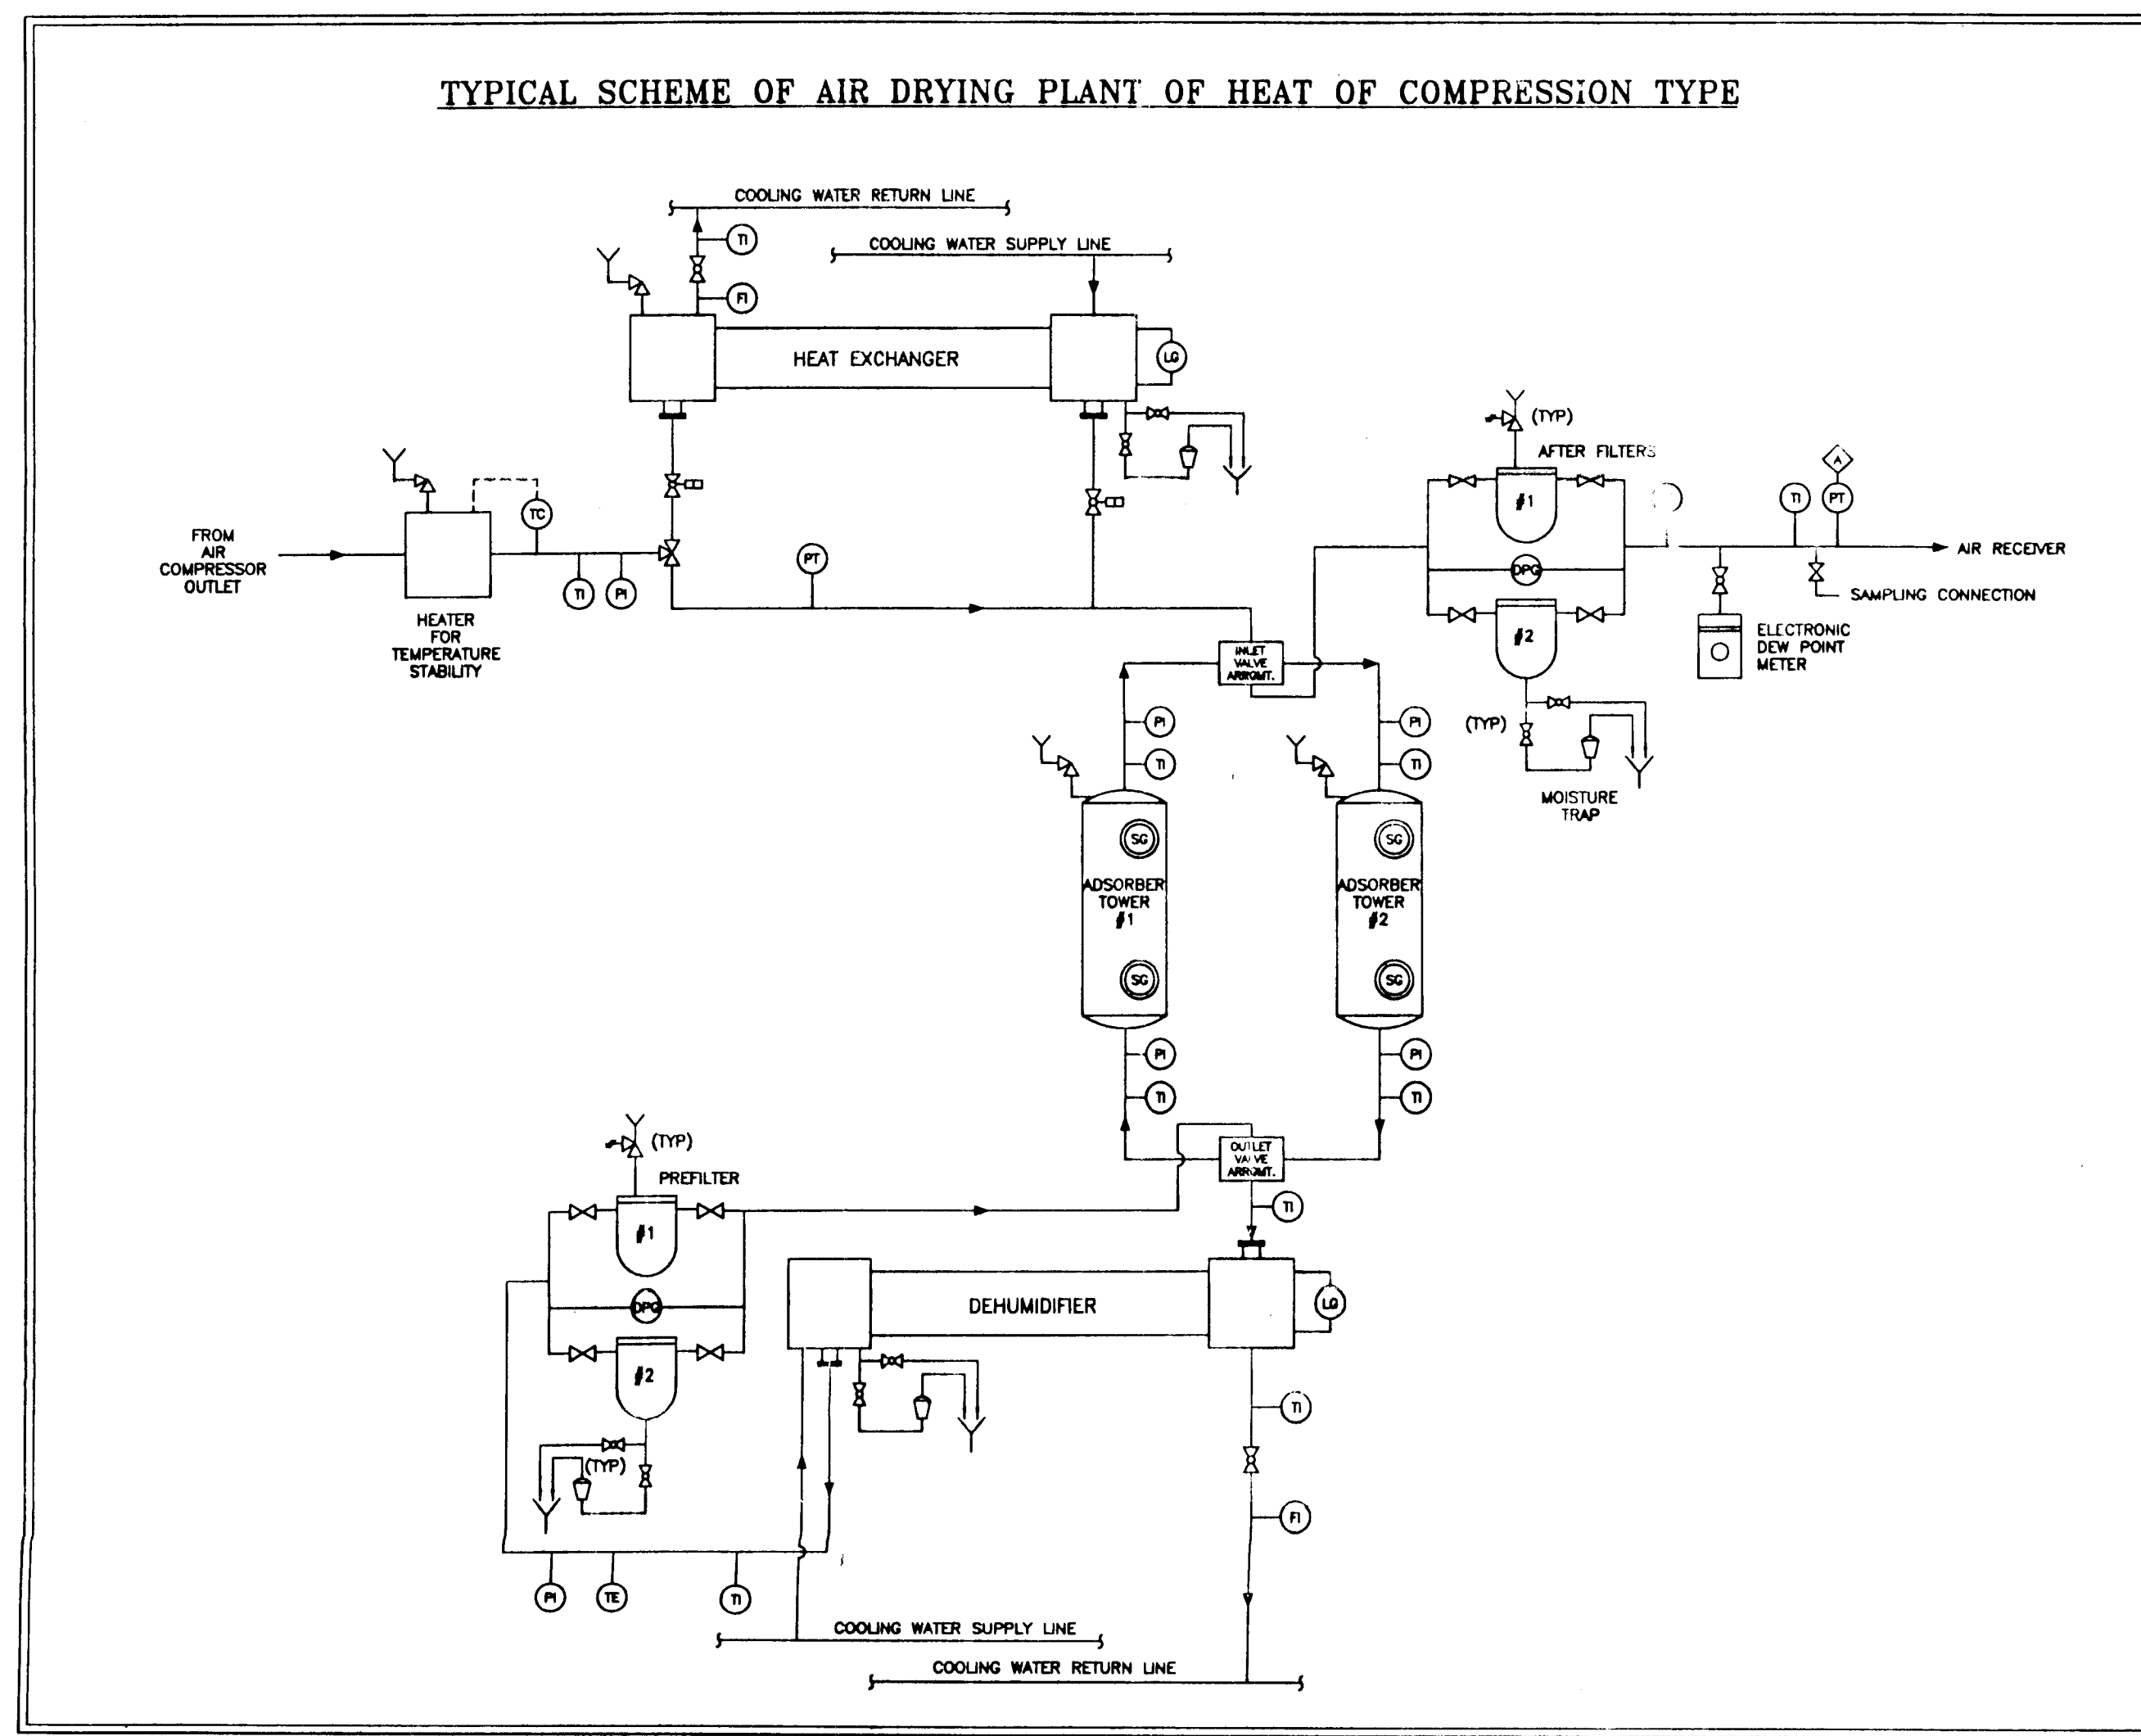 TYPICAL SCHEME OF AIR DRYING PLANT OF HEAT OF COMPRESSION TYPE
COOLING WATER RETURN LINE
TI
COOLING WATER SUPPLY LINE
FI
HEAT EXCHANGER
LG
(TYP)
AFTER FILTERS
A
#1
TI
PT
TC
FROM
AIR
COMPRESSOR
OUTLET
PT
AIR RECEIVER
DPG
TI
PI
SAMPLING CONNECTION
HEATER
FOR
TEMPERATURE
STABILITY
#2
ELECTRONIC
DEW POINT
METER
INLET
VALVE
ARRGMT.
PI
PI
(TYP)
TI
TI
MOISTURE
TRAP
SG
SG
ADSORBER
TOWER
#1
ADSORBER
TOWER
#2
SG
SG
PI
PI
TI
TI
(TYP)
OUTLET
VALVE
ARRGMT.
PREFILTER
TI
#1
DPG
DEHUMIDIFIER
LG
#2
TI
(TYP)
FI
PI
TE
TI
COOLING WATER SUPPLY LINE
COOLING WATER RETURN LINE